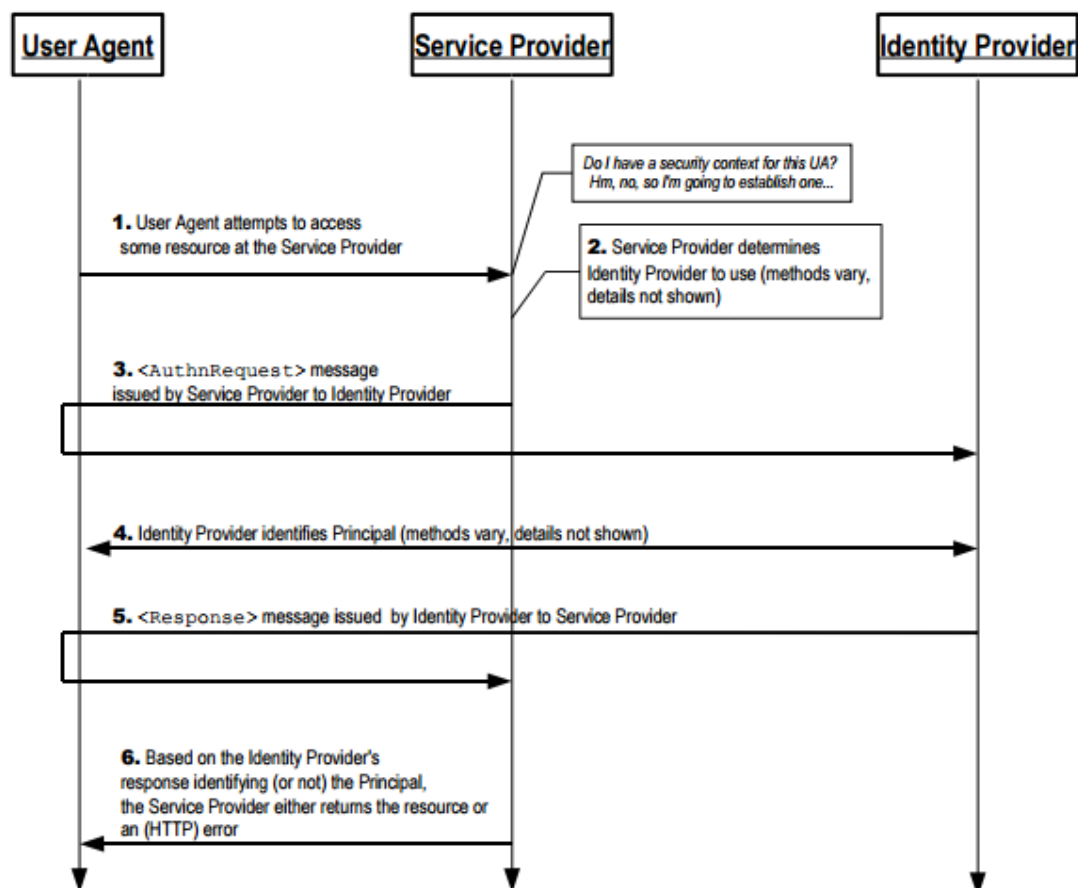 User Agent
Service Provider
Identity Provider
Do I have a security context for this UA?
Hm, no, so I'm going to establish one...
1. User Agent attempts to access
some resource at the Service Provider
2. Service Provider determines
Identity Provider to use (methods vary,
details not shown)
3. <AuthnRequest> message
issued by Service Provider to Identity Provider
4. Identity Provider identifies Principal (methods vary, details not shown)
5. <Response> message issued by Identity Provider to Service Provider
6. Based on the Identity Provider's
response identifying (or not) the Principal,
the Service Provider either returns the resource or
an (HTTP) error